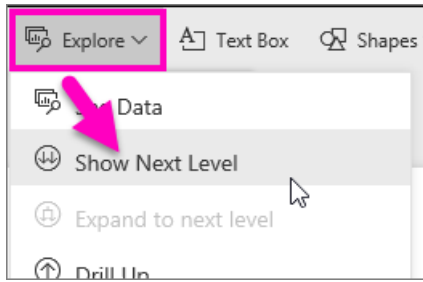 Explore Text Box Shapes
Data
Show Next Level
Expand to next level
Drill Up